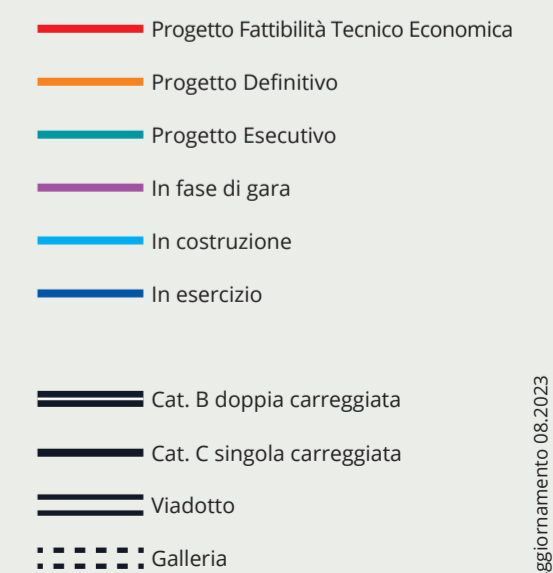 Progetto Fattibilità Tecnico Economica
Progetto Definitivo
Progetto Esecutivo
In fase di gara
In costruzione
In esercizio
Cat. B doppia carreggiata
Cat. C singola carreggiata
Viadotto
Galleria
ggiornamento 08.2023